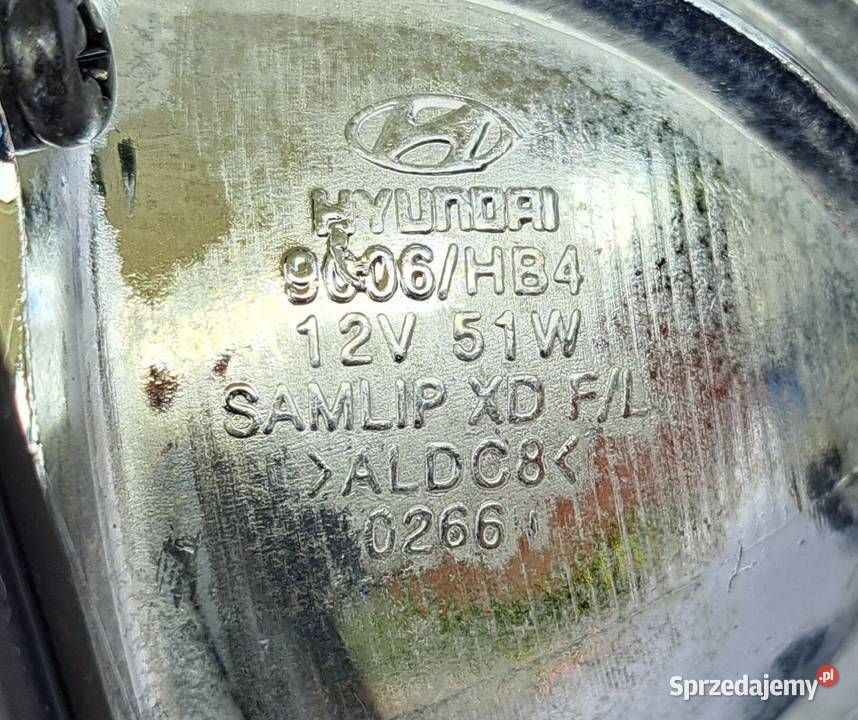 HYUNDAI
9006/HB4
12V 51W
SAMLIP XD F/L
>ALDC8<
0266
Sprzedajemy.pl